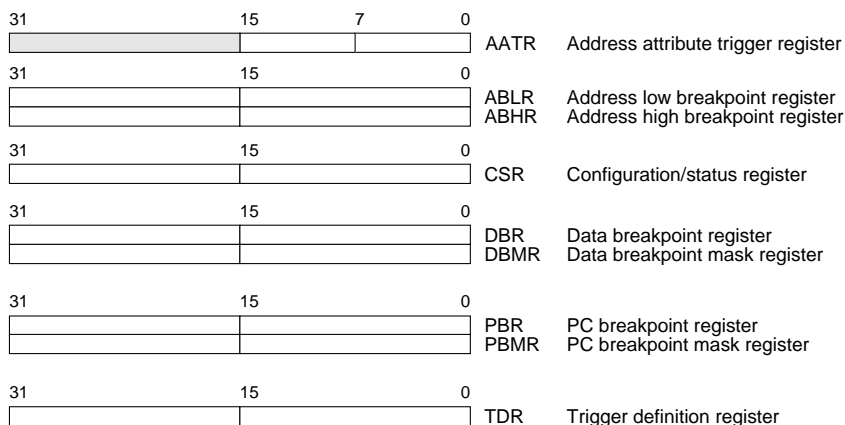 31 15 7 0
AATR Address attribute trigger register
31 15 0
ABLR Address low breakpoint register
ABHR Address high breakpoint register
31 15 0
CSR Configuration/status register
31 15 0
DBR Data breakpoint register
DBMR Data breakpoint mask register
31 15 0
PBR PC breakpoint register
PBMR PC breakpoint mask register
31 15 0
TDR Trigger definition register